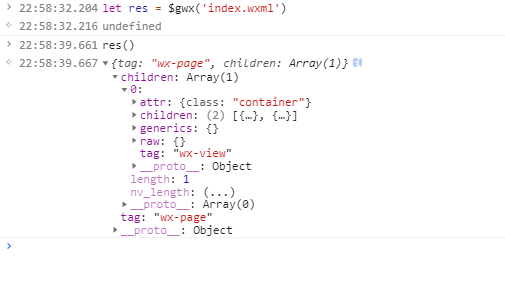 22:58:32.204 let res = $gwx('index.wxml')
22:58:32.216 undefined
22:58:39.661 res()
22:58:39.667 {tag: "wx-page", children: Array(1)}
children: Array(1)
0:
attr: {class: "container"}
children: (2) [{…}, {…}]
generics: {}
raw: {}
tag: "wx-view"
__proto__: Object
length: 1
nv_length: (...)
__proto__: Array(0)
tag: "wx-page"
__proto__: Object